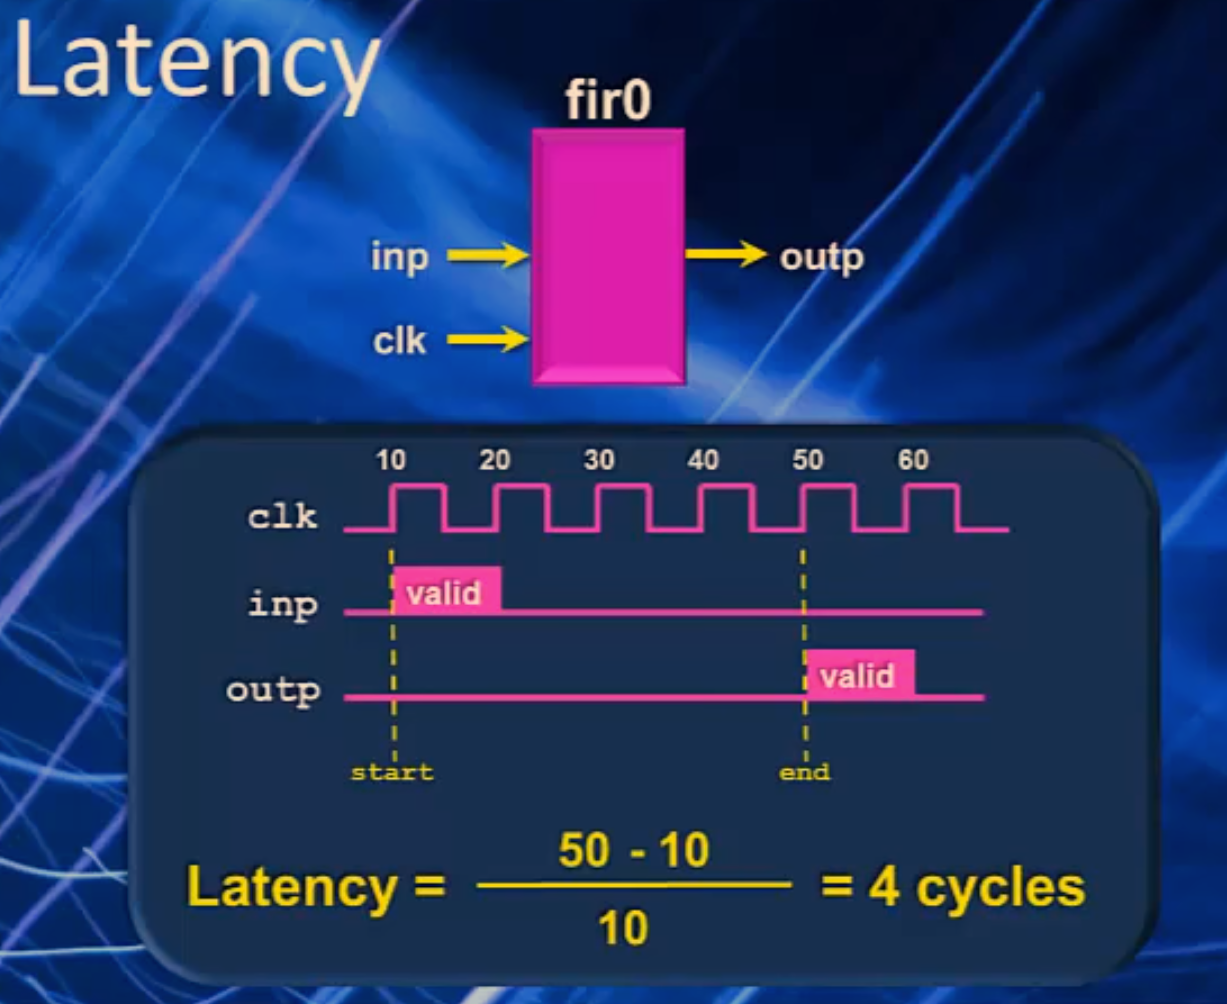 Latency
fir0
inp
outp
clk
10 20 30 40 50 60
clk
inp valid
outp valid
start end
50 - 10
Latency = = 4 cycles
10